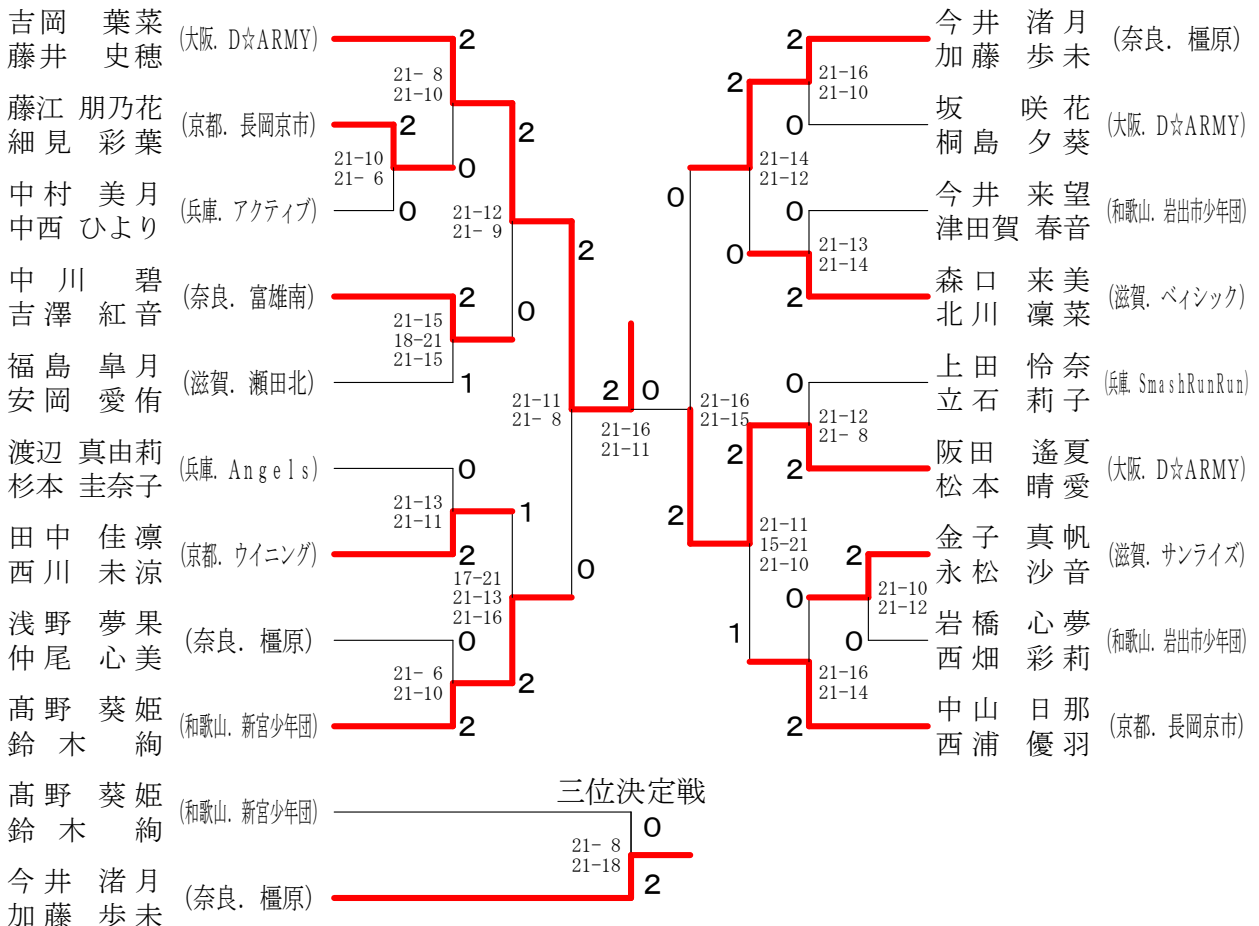 吉岡 葉菜
藤井 史穂
(大阪. D☆ARMY)
2
21- 8
21-10
藤江 朋乃花
細見 彩葉
(京都. 長岡京市)
2
2
21-10
21- 6
0
中村 美月
中西 ひより
(兵庫. アクティブ)
0
21-12
21- 9
2
中川 碧
吉澤 紅音
(奈良. 富雄南)
2
0
21-15
18-21
21-15
福島 皐月
安岡 愛侑
(滋賀. 瀬田北)
1
21-11
21- 8
2
0
21-16
21-11
渡辺 真由莉
杉本 圭奈子
(兵庫. Angels)
0
21-13
21-11
1
田中 佳凛
西川 未涼
(京都. ウイニング)
2
17-21
21-13
21-16
0
浅野 夢果
仲尾 心美
(奈良. 橿原)
0
21- 6
21-10
2
髙野 葵姫
鈴木 絢
(和歌山. 新宮少年団)
2
今井 渚月
加藤 歩未
(奈良. 橿原)
2
21-16
21-10
2
坂 咲花
桐島 夕葵
(大阪. D☆ARMY)
0
21-14
21-12
0
今井 来望
津田賀 春音
(和歌山. 岩出市少年団)
0
21-13
21-14
0
森口 来美
北川 凜菜
(滋賀. ベイシック)
2
上田 怜奈
立石 莉子
(兵庫. SmashRunRun)
0
21-16
21-15
21-12
21- 8
2
阪田 遙夏
松本 晴愛
(大阪. D☆ARMY)
2
2
21-11
15-21
21-10
金子 真帆
永松 沙音
(滋賀. サンライズ)
2
21-10
21-12
0
岩橋 心夢
西畑 彩莉
(和歌山. 岩出市少年団)
0
1
21-16
21-14
中山 日那
西浦 優羽
(京都. 長岡京市)
2
三位決定戦
髙野 葵姫
鈴木 絢
(和歌山. 新宮少年団)
0
21- 8
21-18
今井 渚月
加藤 歩未
(奈良. 橿原)
2